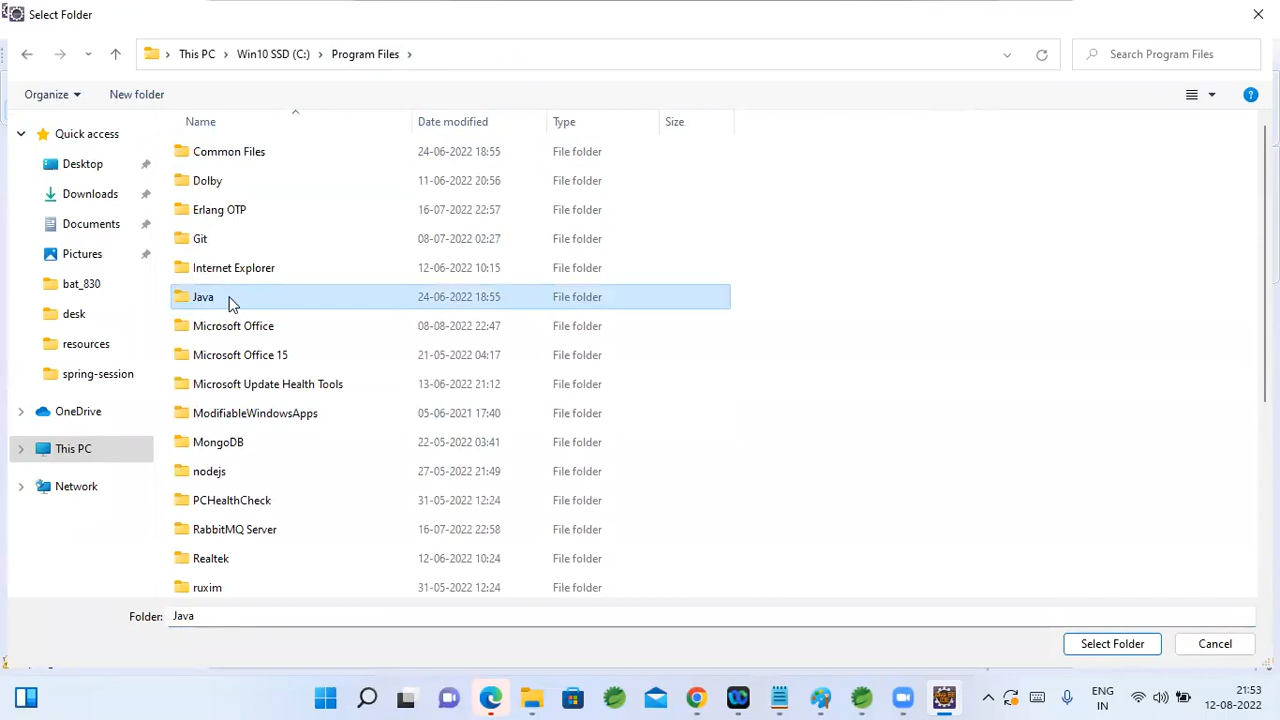 Select Folder
This PC > Win10 SSD (C:) > Program Files >
Search Program Files
Organize
New folder
Name
Date modified
Type
Size
Quick access
Desktop
Downloads
Documents
Pictures
bat_830
desk
resources
spring-session
OneDrive
This PC
Network
Common Files 24-06-2022 18:55 File folder
Dolby 11-06-2022 20:56 File folder
Erlang OTP 16-07-2022 22:57 File folder
Git 08-07-2022 02:27 File folder
Internet Explorer 12-06-2022 10:15 File folder
Java 24-06-2022 18:55 File folder
Microsoft Office 08-08-2022 22:47 File folder
Microsoft Office 15 21-05-2022 04:17 File folder
Microsoft Update Health Tools 13-06-2022 21:12 File folder
ModifiableWindowsApps 05-06-2021 17:40 File folder
MongoDB 22-05-2022 03:41 File folder
nodejs 27-05-2022 21:49 File folder
PCHealthCheck 31-05-2022 12:24 File folder
RabbitMQ Server 16-07-2022 22:58 File folder
Realtek 12-06-2022 10:24 File folder
ruxim 31-05-2022 12:24 File folder
Folder: Java
Select Folder
Cancel
ENG
IN
21:53
12-08-2022